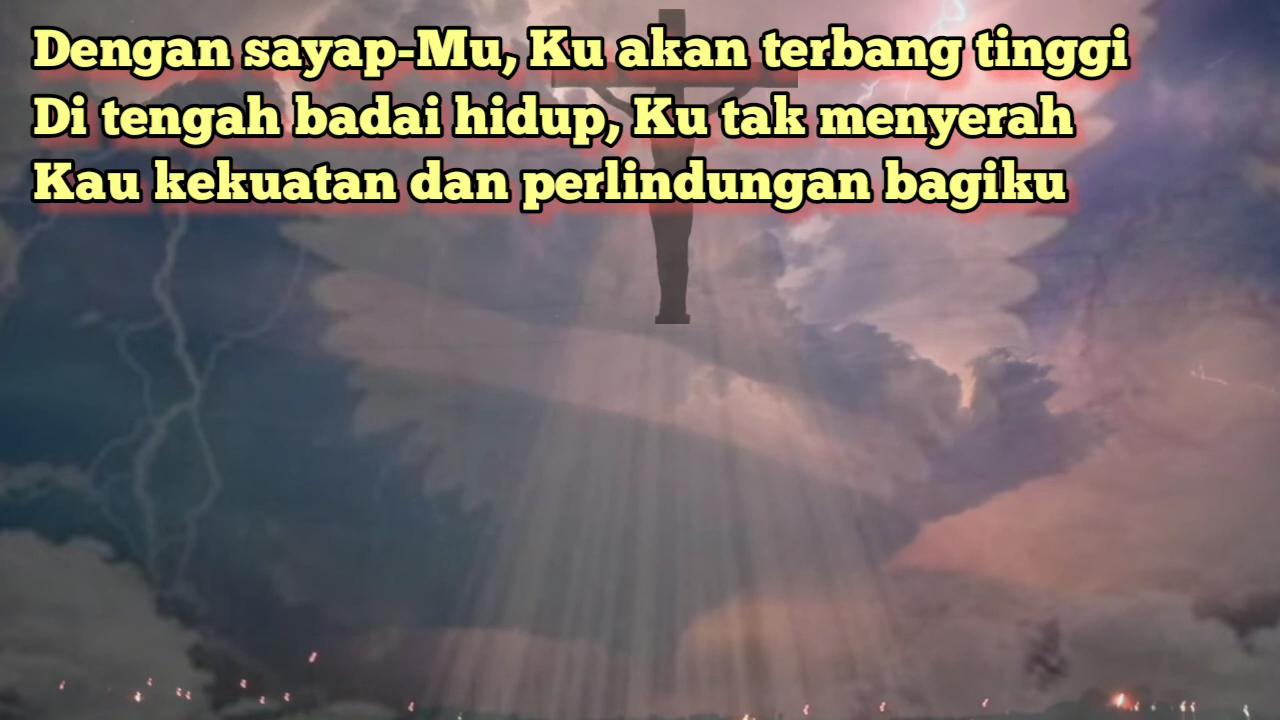 Dengan sayap-Mu, Ku akan terbang tinggi
Di tengah badai hidup, Ku tak menyerah
Kau kekuatan dan perlindungan bagiku